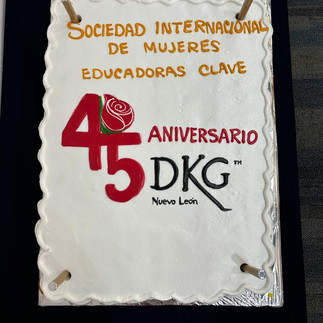 SOCIEDAD INTERNACIONAL
DE MUJERES
EDUCADORAS CLAVE
45 ANIVERSARIO
DKG™
Nuevo León